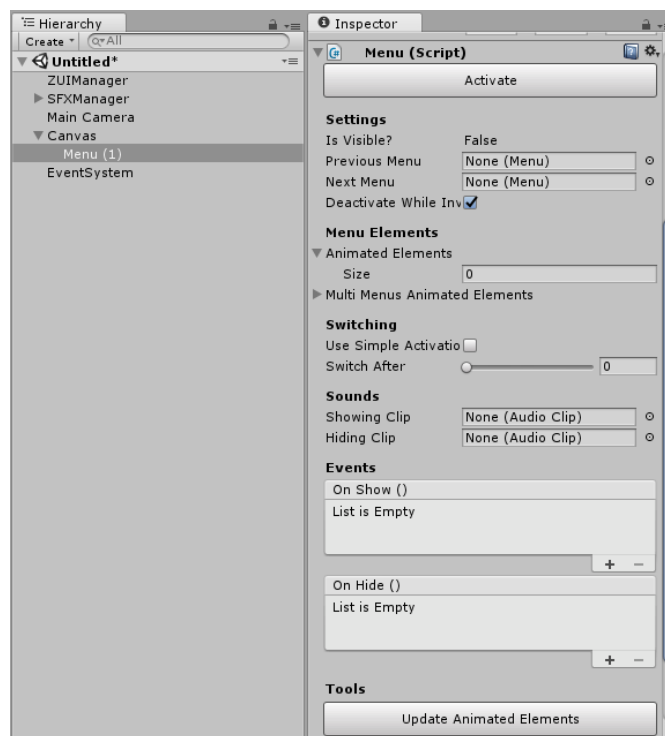 Hierarchy
Create
All
Untitled*
ZUIManager
SFXManager
Main Camera
Canvas
Menu (1)
EventSystem
Inspector
Menu (Script)
Activate
Settings
Is Visible? False
Previous Menu None (Menu)
Next Menu None (Menu)
Deactivate While Inv
Menu Elements
Animated Elements
Size 0
Multi Menus Animated Elements
Switching
Use Simple Activatio
Switch After 0
Sounds
Showing Clip None (Audio Clip)
Hiding Clip None (Audio Clip)
Events
On Show ()
List is Empty
+ −
On Hide ()
List is Empty
+ −
Tools
Update Animated Elements